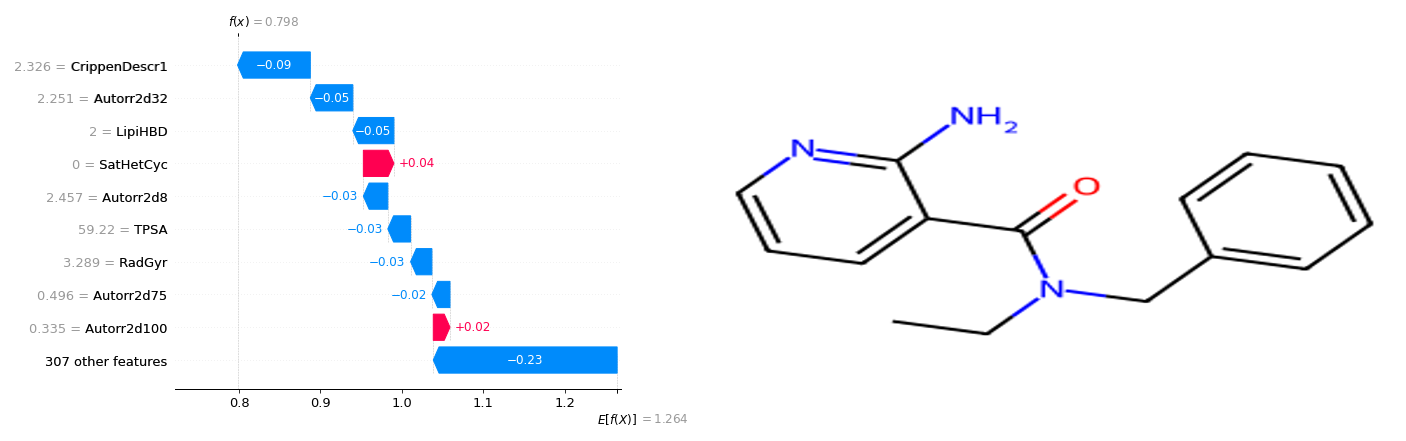 f(x) = 0.798
2.326 = CrippenDescr1
−0.09
2.251 = Autorr2d32
−0.05
2 = LipiHBD
−0.05
0 = SatHetCyc
+0.04
2.457 = Autorr2d8
−0.03
59.22 = TPSA
−0.03
3.289 = RadGyr
−0.03
0.496 = Autorr2d75
−0.02
0.335 = Autorr2d100
+0.02
307 other features
−0.23
0.8 0.9 1.0 1.1 1.2
E[f(X)] = 1.264
NH2
N
O
N